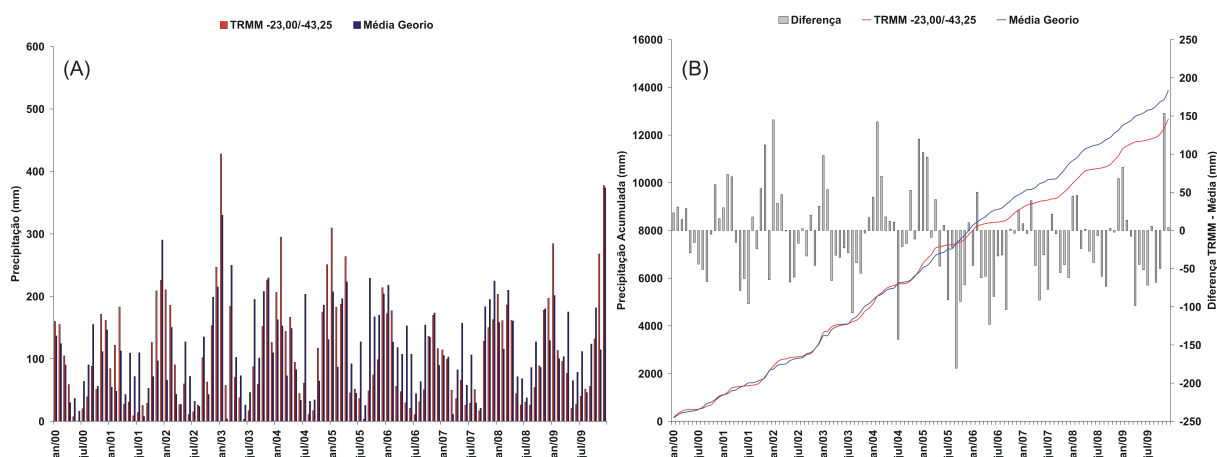 TRMM -23,00/-43,25 Média Georio
(A)
Precipitação (mm)
600
500
400
300
200
100
0
jan/00
jul/00
jan/01
jul/01
jan/02
jul/02
jan/03
jul/03
jan/04
jul/04
jan/05
jul/05
jan/06
jul/06
jan/07
jul/07
jan/08
jul/08
jan/09
jul/09
Diferença TRMM -23,00/-43,25 Média Georio
(B)
Precipitação Acumulada (mm)
16000
14000
12000
10000
8000
6000
4000
2000
0
250
200
150
100
50
0
-50
-100
-150
-200
-250
Diferença TRMM - Média (mm)
jan/00
jul/00
jan/01
jul/01
jan/02
jul/02
jan/03
jul/03
jan/04
jul/04
jan/05
jul/05
jan/06
jul/06
jan/07
jul/07
jan/08
jul/08
jan/09
jul/09